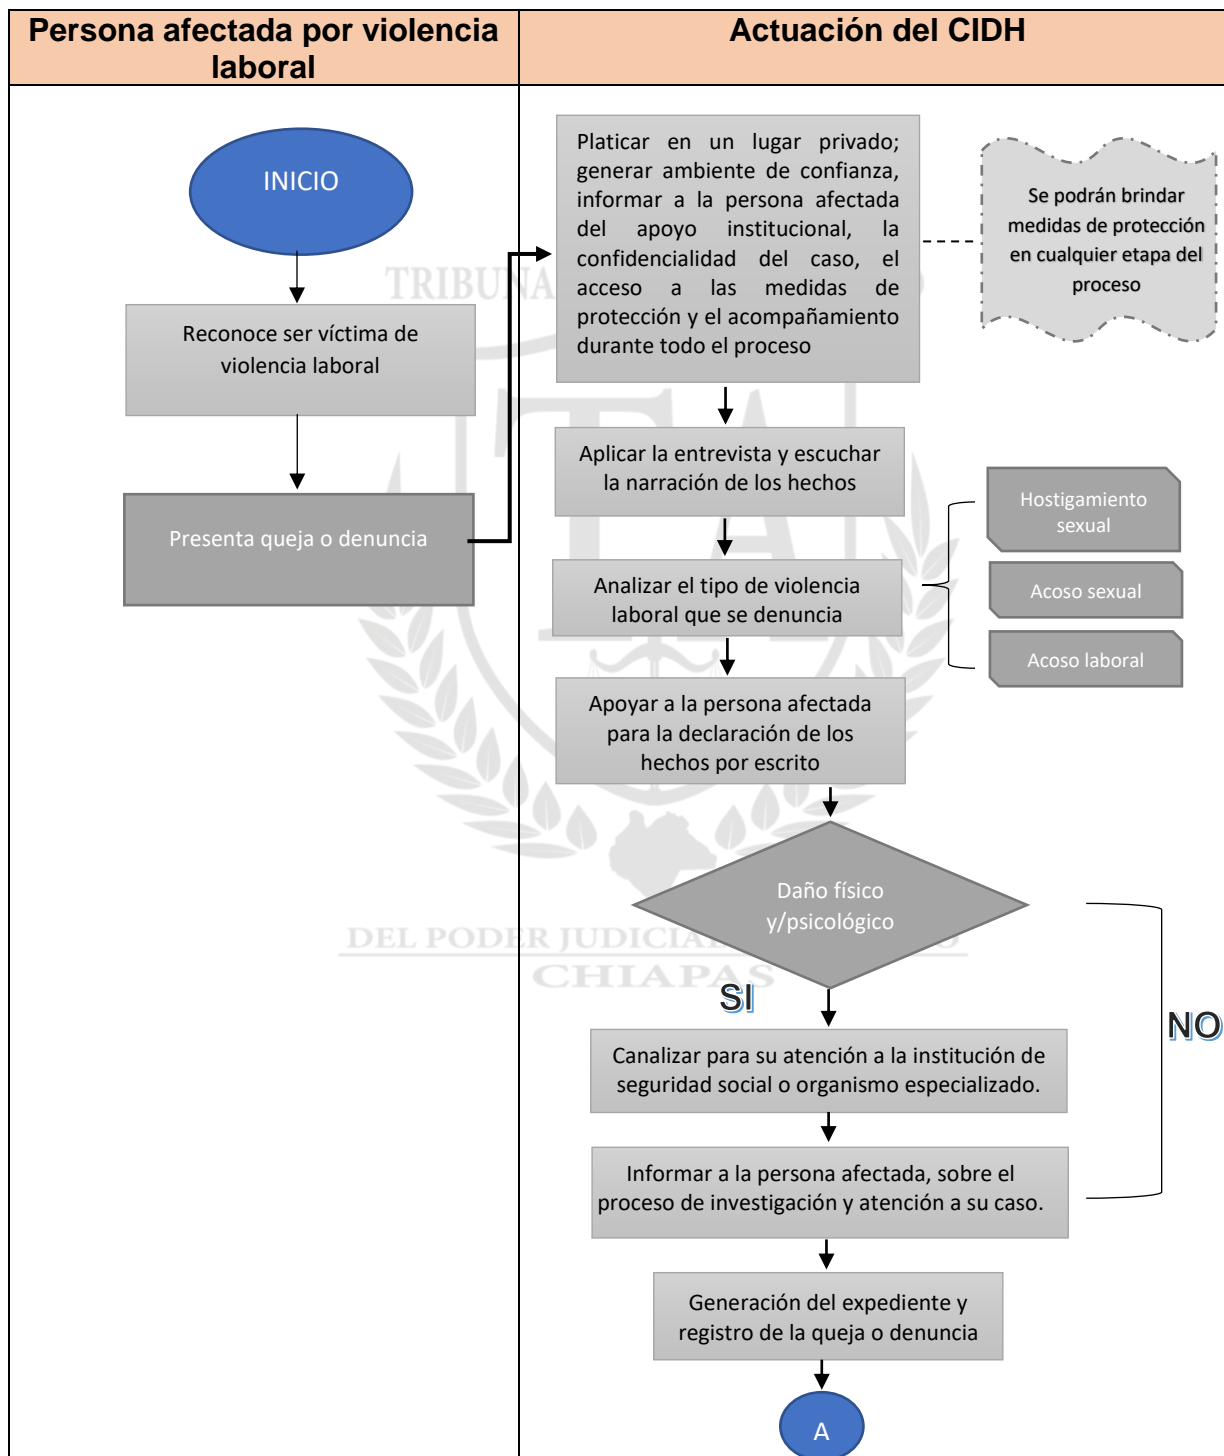 Persona afectada por violencia
laboral
Actuación del CIDH
INICIO
Reconoce ser víctima de
violencia laboral
Presenta queja o denuncia
Platicar en un lugar privado;
generar ambiente de confianza,
informar a la persona afectada
del apoyo institucional, la
confidencialidad del caso, el
acceso a las medidas de
protección y el acompañamiento
durante todo el proceso
Se podrán brindar
medidas de protección
en cualquier etapa del
proceso
Aplicar la entrevista y escuchar
la narración de los hechos
Analizar el tipo de violencia
laboral que se denuncia
Hostigamiento
sexual
Acoso sexual
Acoso laboral
Apoyar a la persona afectada
para la declaración de los
hechos por escrito
Daño físico
y/psicológico
SI
NO
Canalizar para su atención a la institución de
seguridad social o organismo especializado.
Informar a la persona afectada, sobre el
proceso de investigación y atención a su caso.
Generación del expediente y
registro de la queja o denuncia
A
TA
DEL PODER
CHIAPAS